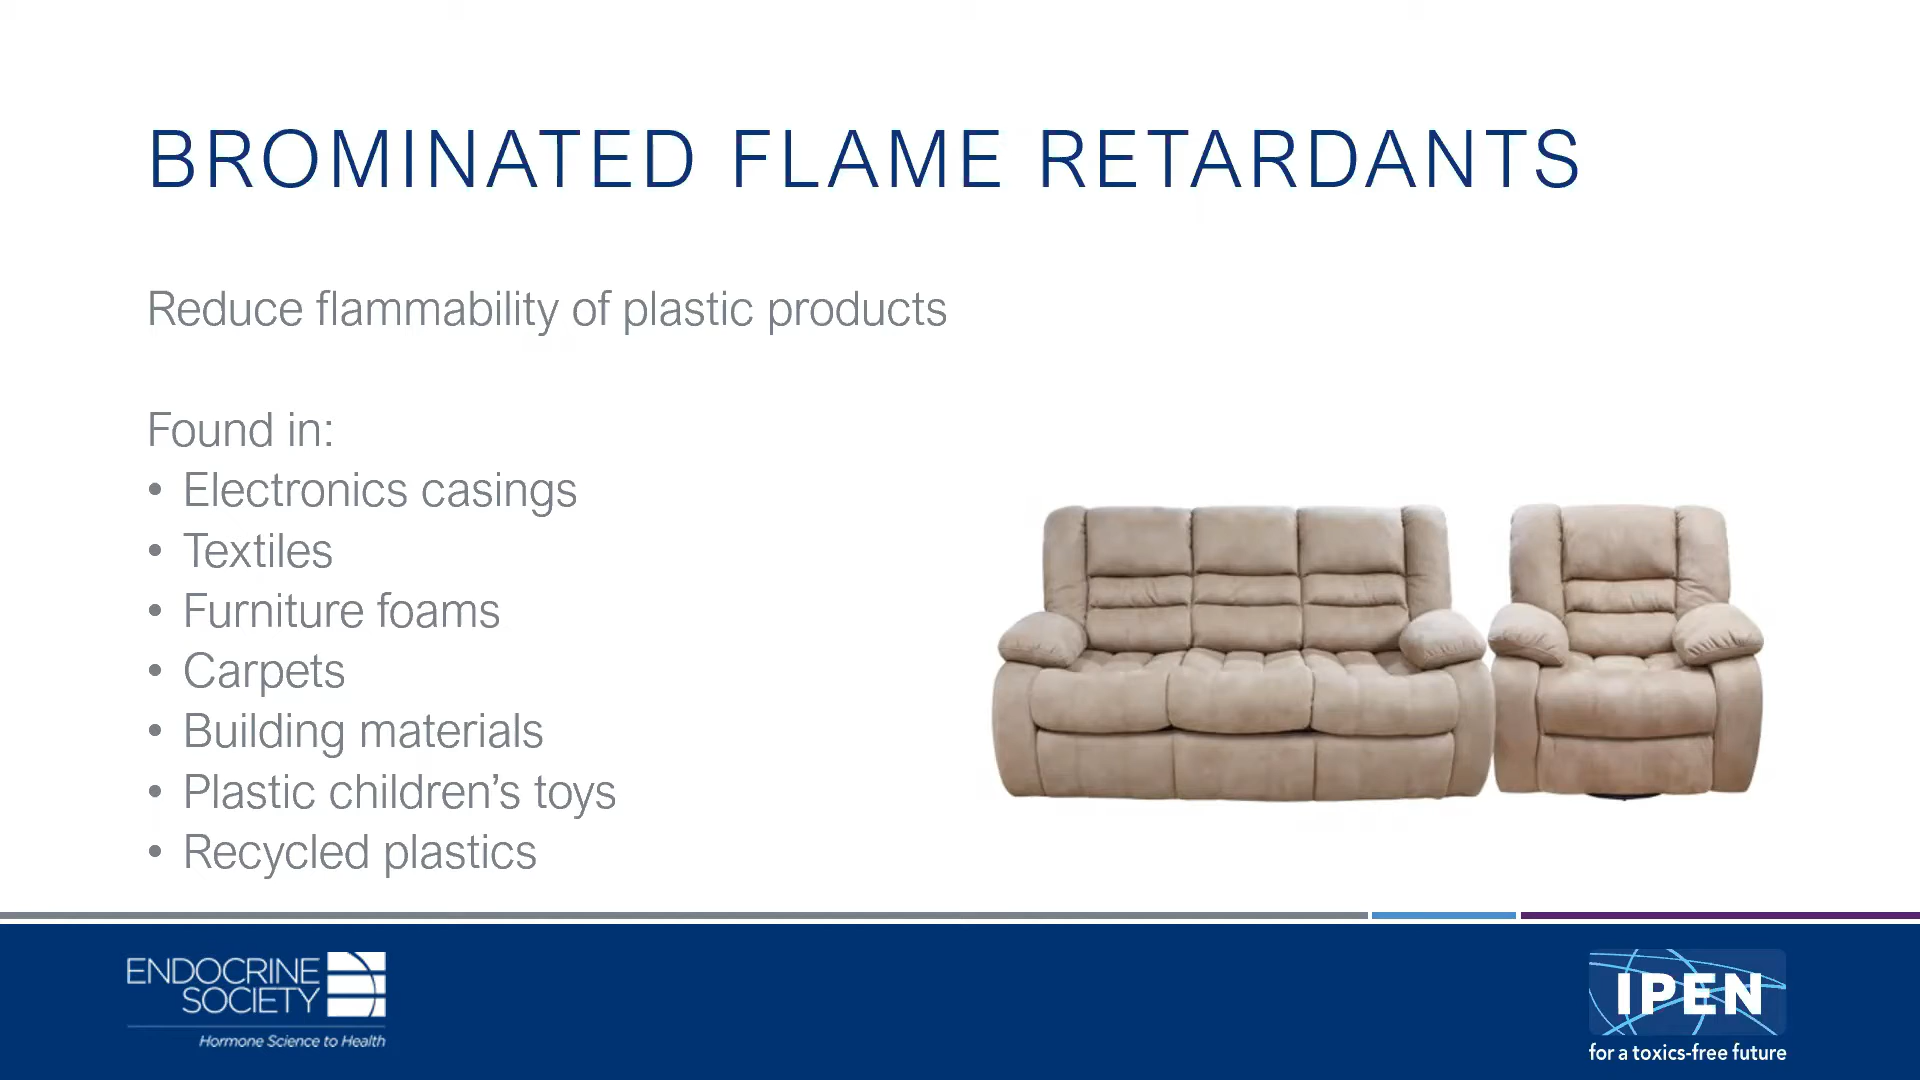 BROMINATED FLAME RETARDANTS
Reduce flammability of plastic products
Found in:
• Electronics casings
• Textiles
• Furniture foams
• Carpets
• Building materials
• Plastic children’s toys
• Recycled plastics
ENDOCRINE
SOCIETY
Hormone Science to Health
IPEN
for a toxics-free future